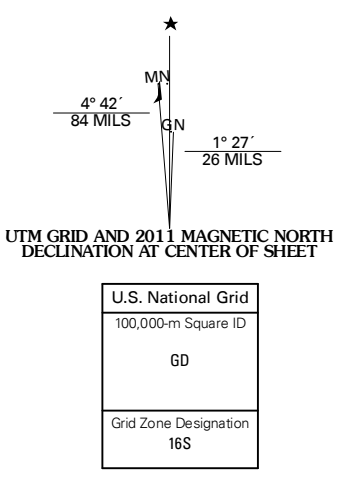 MN
4° 42´
84 MILS
GN
1° 27´
26 MILS
UTM GRID AND 2011 MAGNETIC NORTH
DECLINATION AT CENTER OF SHEET
U.S. National Grid
100,000-m Square ID
GD
Grid Zone Designation
16S